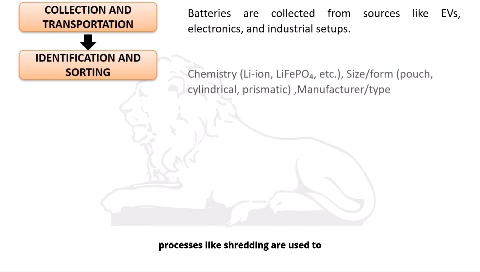 COLLECTION AND
TRANSPORTATION
Batteries are collected from sources like EVs,
electronics, and industrial setups.
IDENTIFICATION AND
SORTING
Chemistry (Li-ion, LiFePO₄, etc.), Size/form (pouch,
cylindrical, prismatic) ,Manufacturer/type
processes like shredding are used to